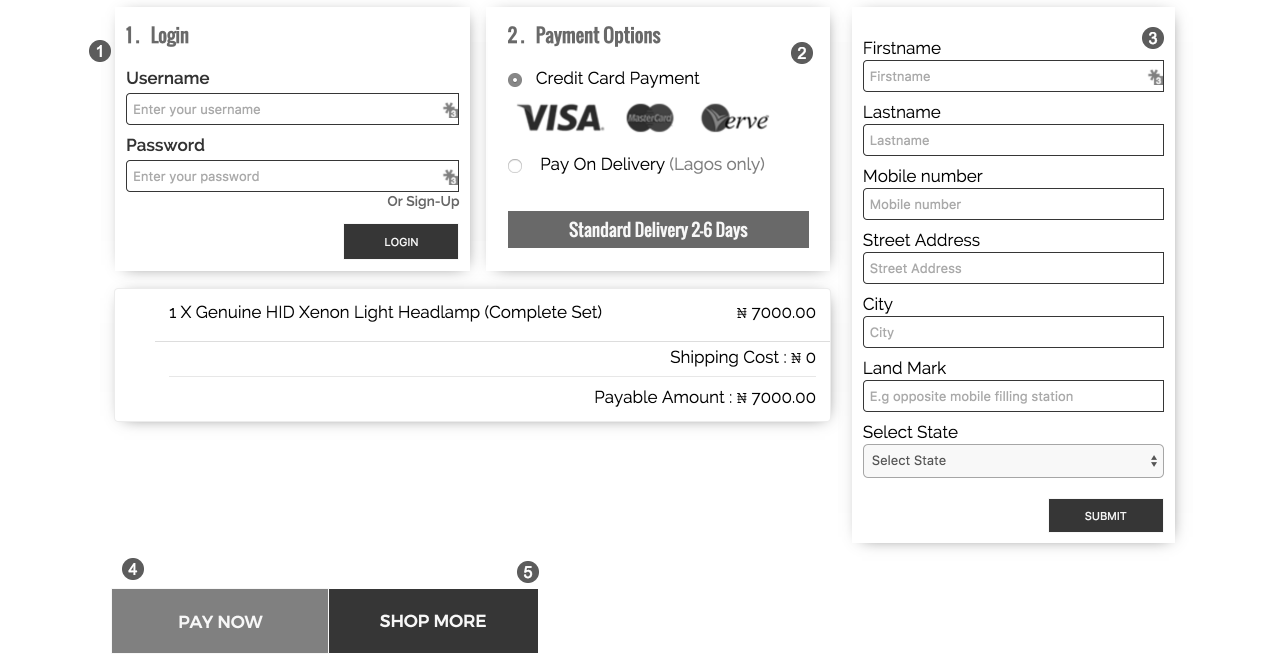 1
1. Login
Username
Enter your username
3
Password
Enter your password
3
Or Sign-Up
LOGIN
2. Payment Options
2
Credit Card Payment
VISA MasterCard Verve
Pay On Delivery (Lagos only)
Standard Delivery 2-6 Days
1 X Genuine HID Xenon Light Headlamp (Complete Set) ₦ 7000.00
Shipping Cost : ₦ 0
Payable Amount : ₦ 7000.00
3
Firstname
Firstname
3
Lastname
Lastname
Mobile number
Mobile number
Street Address
Street Address
City
City
Land Mark
E.g opposite mobile filling station
Select State
Select State
SUBMIT
4
PAY NOW
5
SHOP MORE